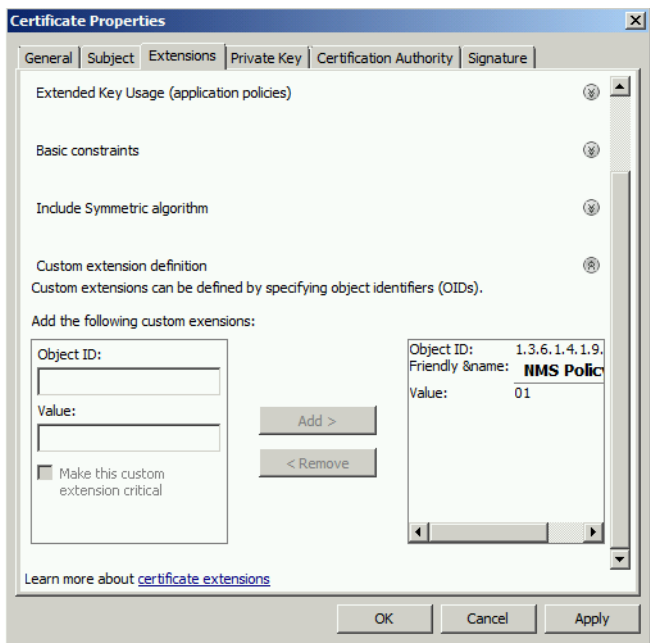 Certificate Properties
General Subject Extensions Private Key Certification Authority Signature
Extended Key Usage (application policies)
Basic constraints
Include Symmetric algorithm
Custom extension definition
Custom extensions can be defined by specifying object identifiers (OIDs).
Add the following custom exensions:
Object ID:
Value:
Make this custom
extension critical
Add >
< Remove
Object ID: 1.3.6.1.4.1.9.
Friendly &name: NMS Policy
Value: 01
Learn more about certificate extensions
OK Cancel Apply